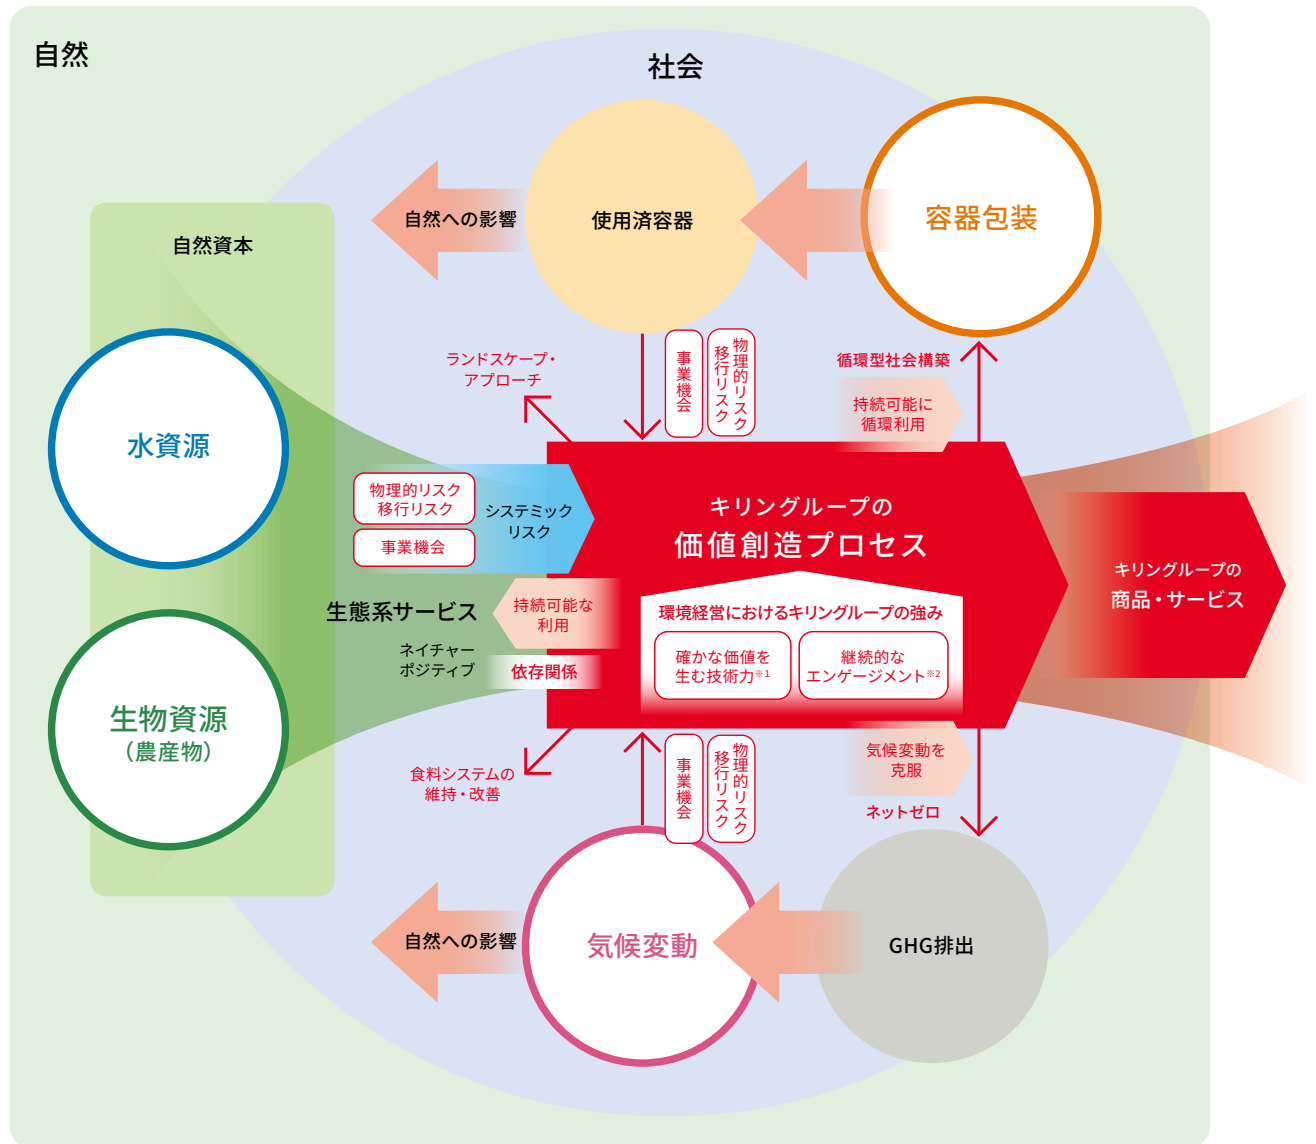 自然
社会
自然への影響
使用済容器
容器包装
自然資本
水資源
生物資源
（農産物）
ランドスケープ・
アプローチ
事業機会
物理的リスク
移行リスク
循環型社会構築
持続可能に
循環利用
物理的リスク
移行リスク
事業機会
システミック
リスク
キリングループの
価値創造プロセス
キリングループの
商品・サービス
生態系サービス
持続可能な
利用
ネイチャー
ポジティブ
依存関係
環境経営におけるキリングループの強み
確かな価値を
生む技術力※1
継続的な
エンゲージメント※2
食料システムの
維持・改善
事業機会
物理的リスク
移行リスク
気候変動を
克服
ネットゼロ
自然への影響
気候変動
GHG排出